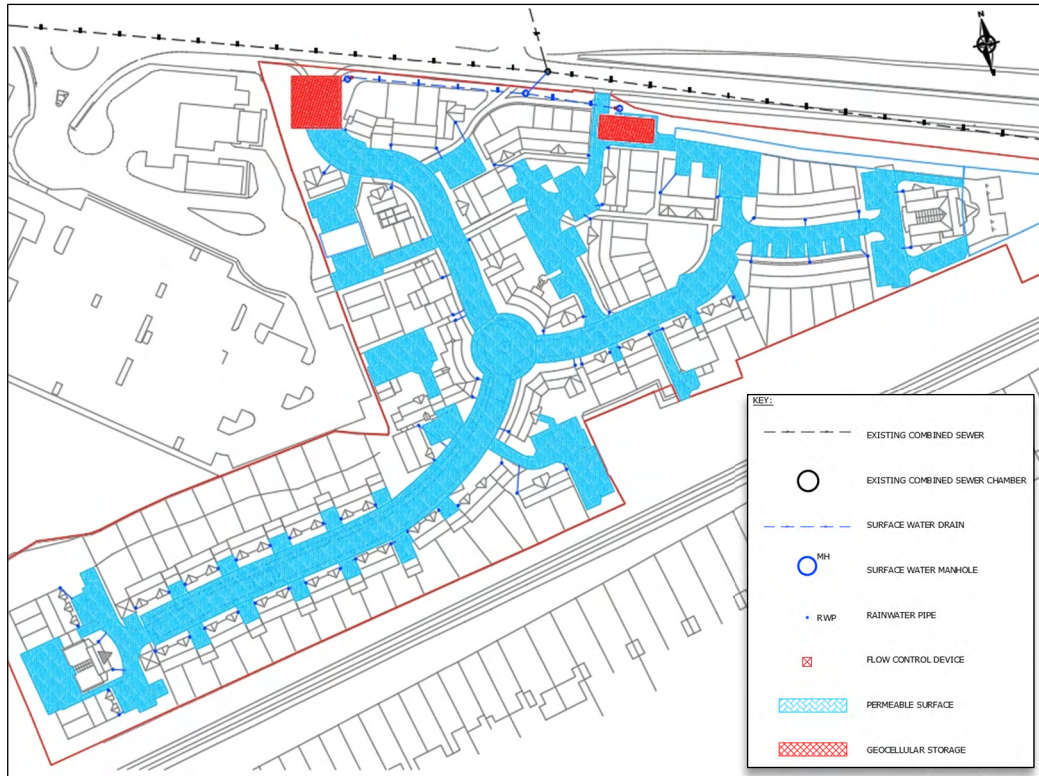 N
KEY:
EXISTING COMBINED SEWER
EXISTING COMBINED SEWER CHAMBER
SURFACE WATER DRAIN
MH
SURFACE WATER MANHOLE
RWP
RAINWATER PIPE
FLOW CONTROL DEVICE
PERMEABLE SURFACE
GEOCELLULAR STORAGE